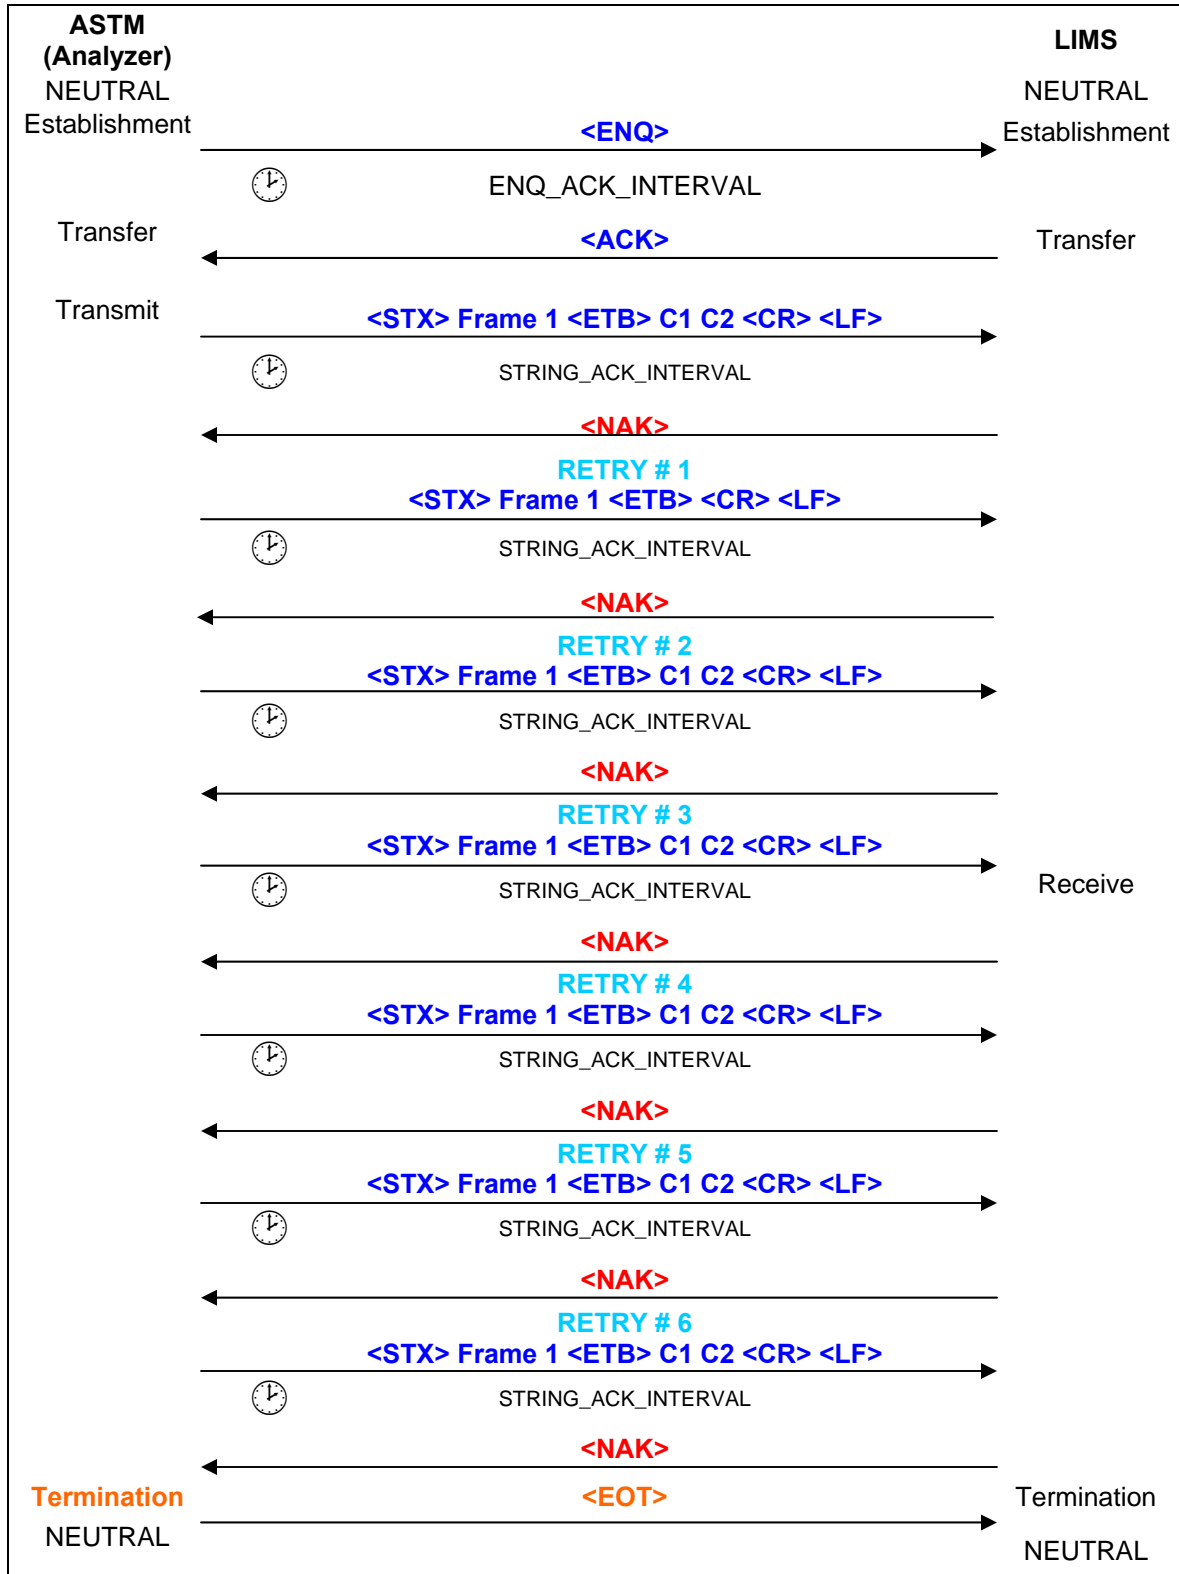 ASTM
(Analyzer)
LIMS
NEUTRAL
NEUTRAL
Establishment
<ENQ>
Establishment
ENQ_ACK_INTERVAL
Transfer
<ACK>
Transfer
Transmit
<STX> Frame 1 <ETB> C1 C2 <CR> <LF>
STRING_ACK_INTERVAL
<NAK>
RETRY # 1
<STX> Frame 1 <ETB> <CR> <LF>
STRING_ACK_INTERVAL
<NAK>
RETRY # 2
<STX> Frame 1 <ETB> C1 C2 <CR> <LF>
STRING_ACK_INTERVAL
<NAK>
RETRY # 3
<STX> Frame 1 <ETB> C1 C2 <CR> <LF>
STRING_ACK_INTERVAL
Receive
<NAK>
RETRY # 4
<STX> Frame 1 <ETB> C1 C2 <CR> <LF>
STRING_ACK_INTERVAL
<NAK>
RETRY # 5
<STX> Frame 1 <ETB> C1 C2 <CR> <LF>
STRING_ACK_INTERVAL
<NAK>
RETRY # 6
<STX> Frame 1 <ETB> C1 C2 <CR> <LF>
STRING_ACK_INTERVAL
<NAK>
Termination
<EOT>
Termination
NEUTRAL
NEUTRAL